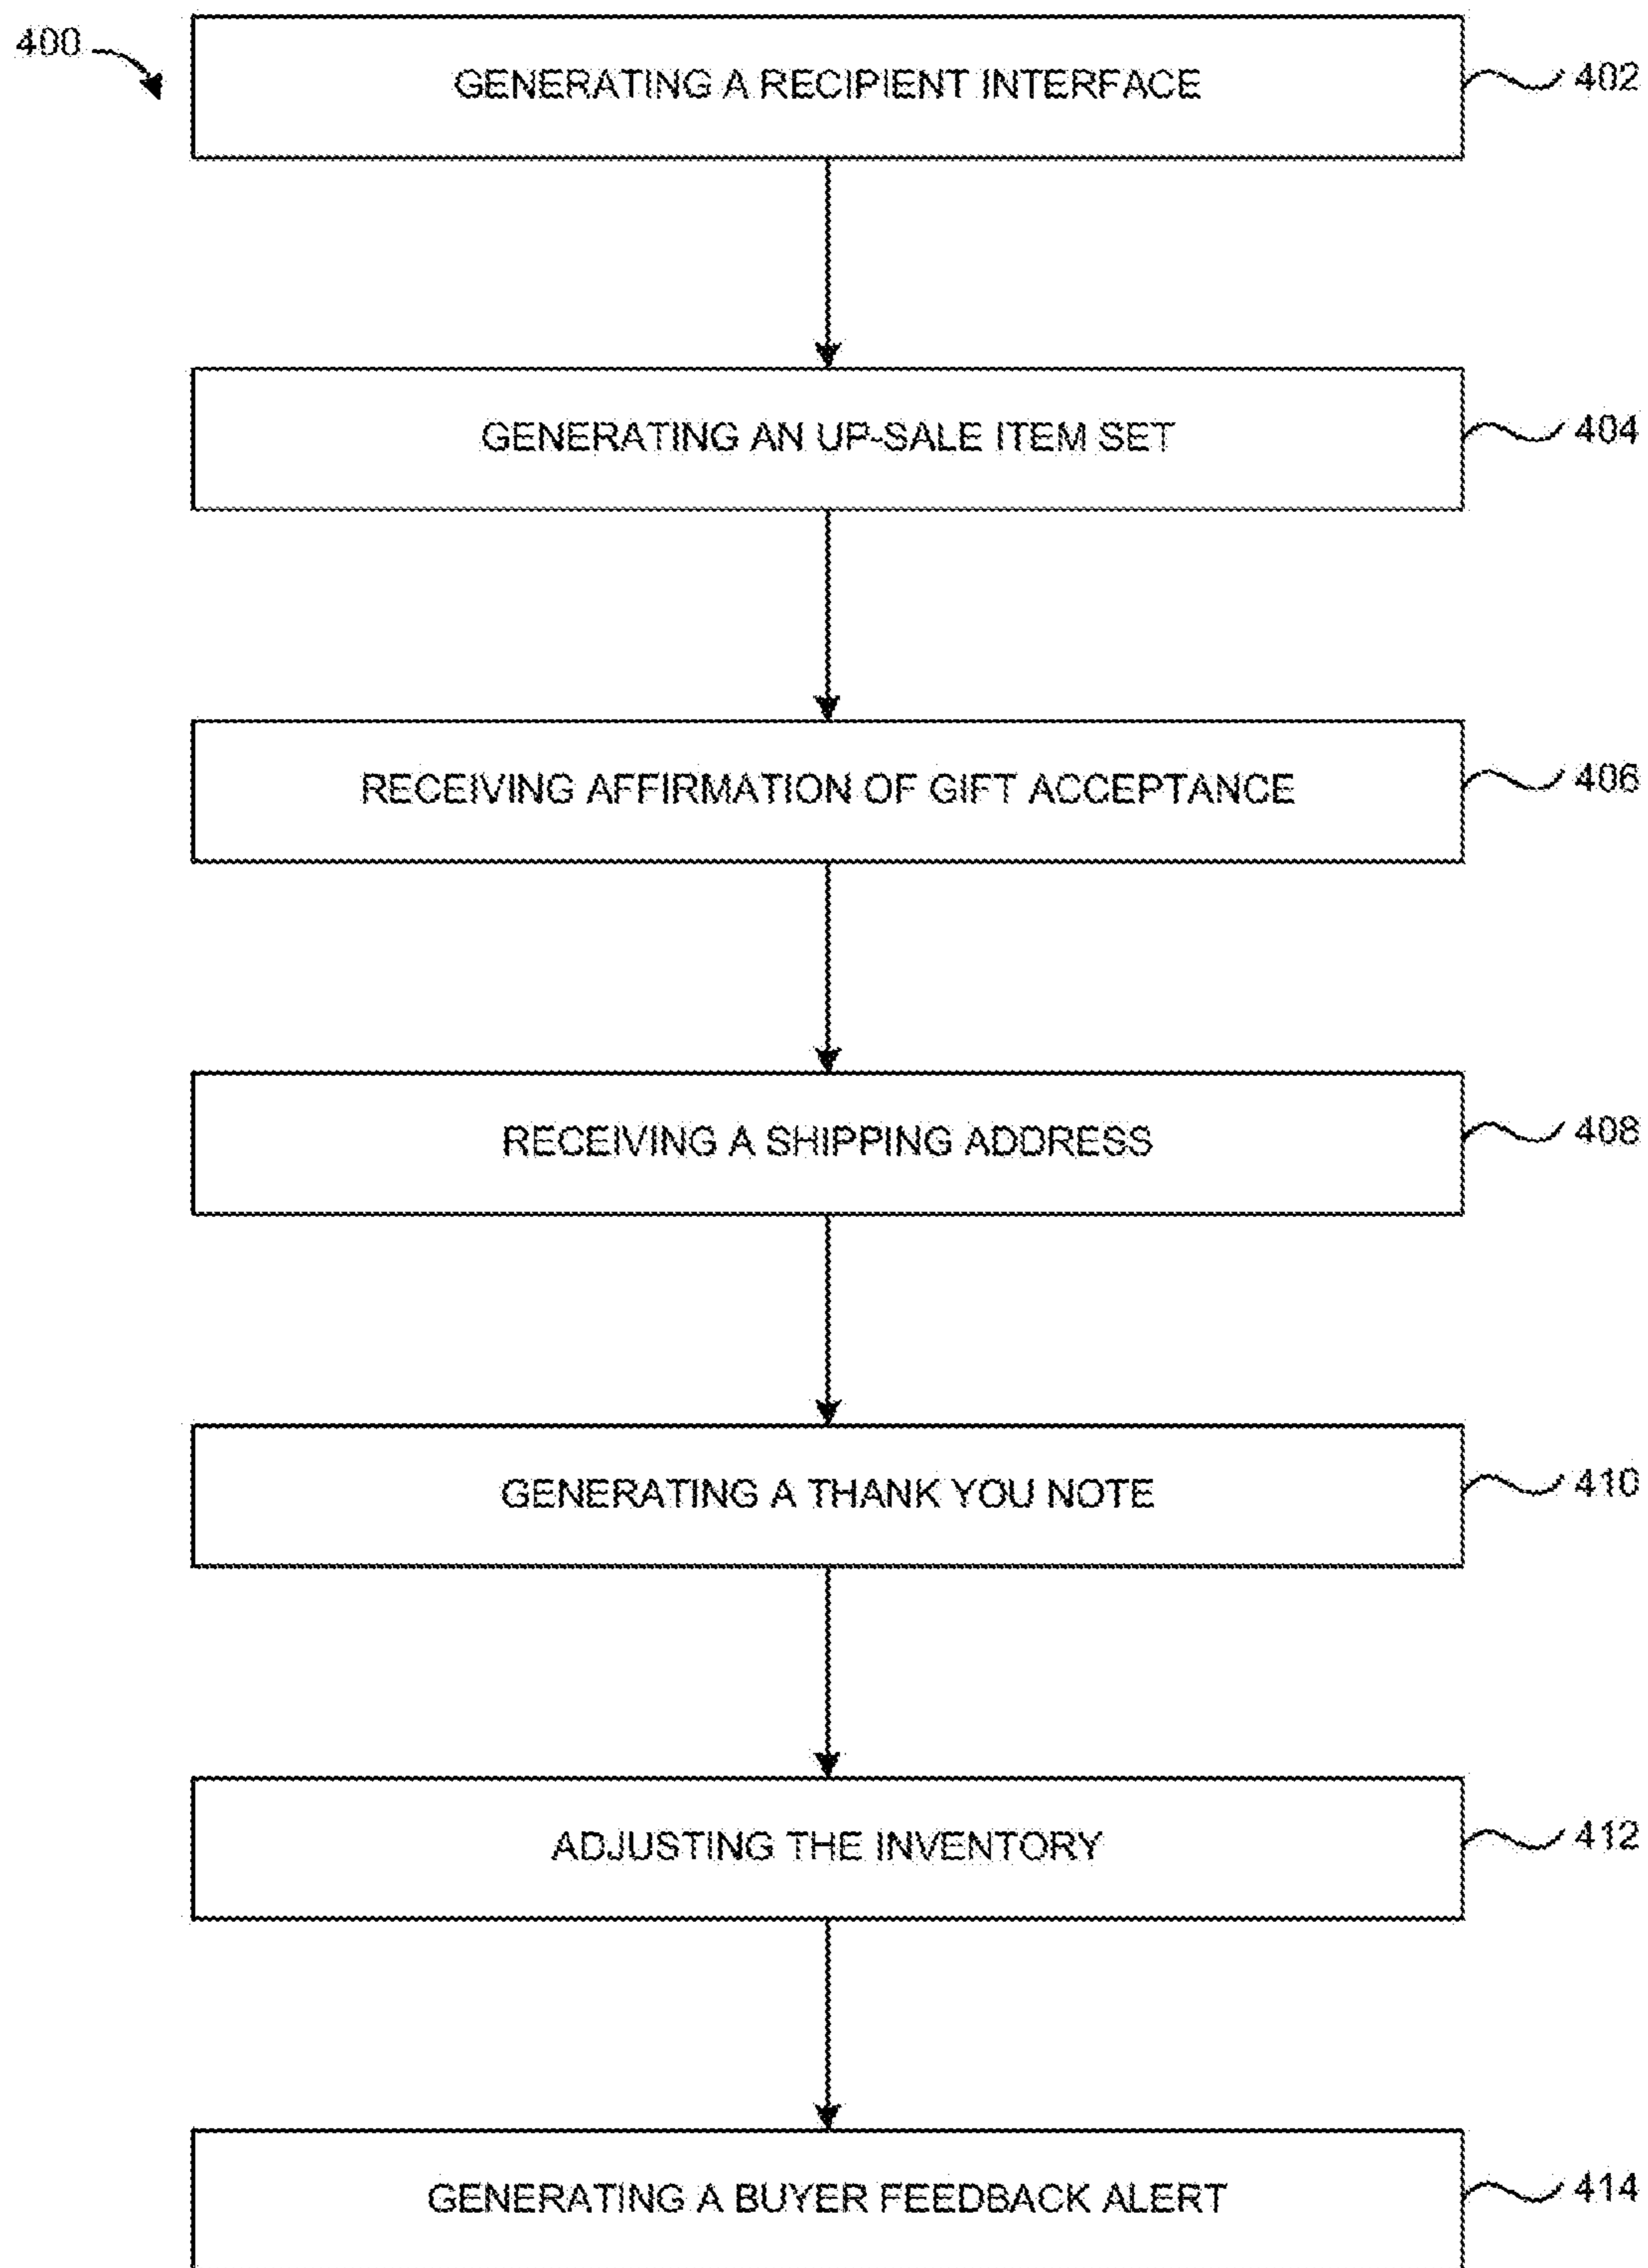 400
GENERATING A RECIPIENT INTERFACE
402
GENERATING AN UP-SALE ITEM SET
404
RECEIVING AFFIRMATION OF GIFT ACCEPTANCE
406
RECEIVING A SHIPPING ADDRESS
408
GENERATING A THANK YOU NOTE
410
ADJUSTING THE INVENTORY
412
GENERATING A BUYER FEEDBACK ALERT
414